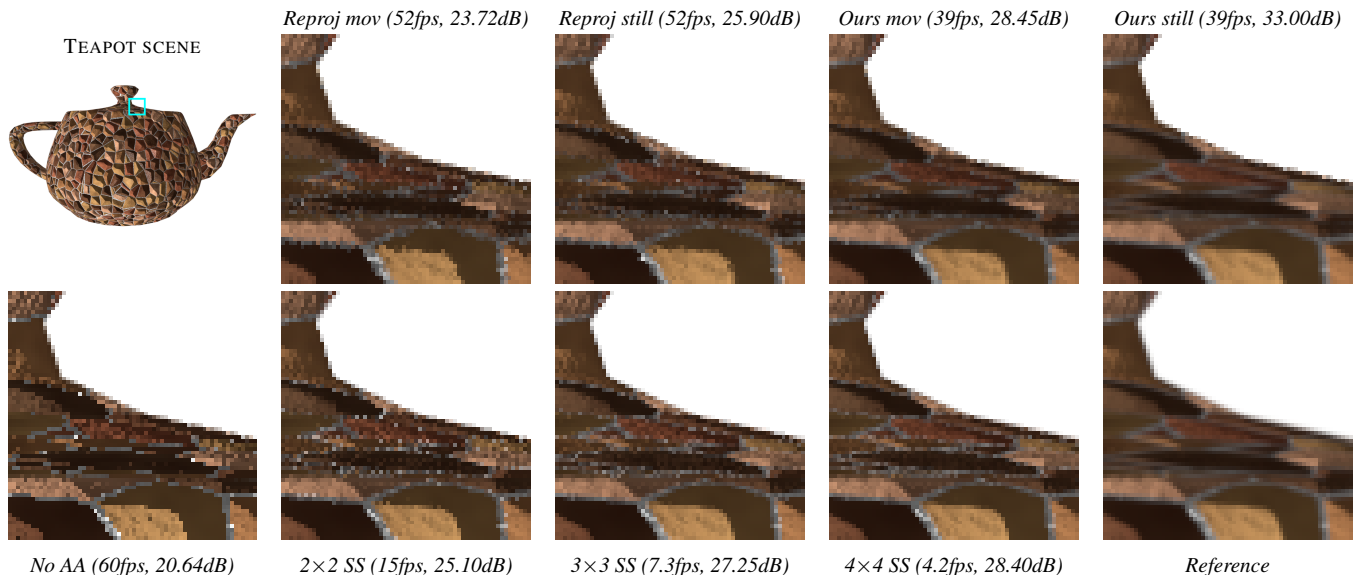 Reproj mov (52fps, 23.72dB)
Reproj still (52fps, 25.90dB)
Ours mov (39fps, 28.45dB)
Ours still (39fps, 33.00dB)
TEAPOT SCENE
No AA (60fps, 20.64dB)
2×2 SS (15fps, 25.10dB)
3×3 SS (7.3fps, 27.25dB)
4×4 SS (4.2fps, 28.40dB)
Reference